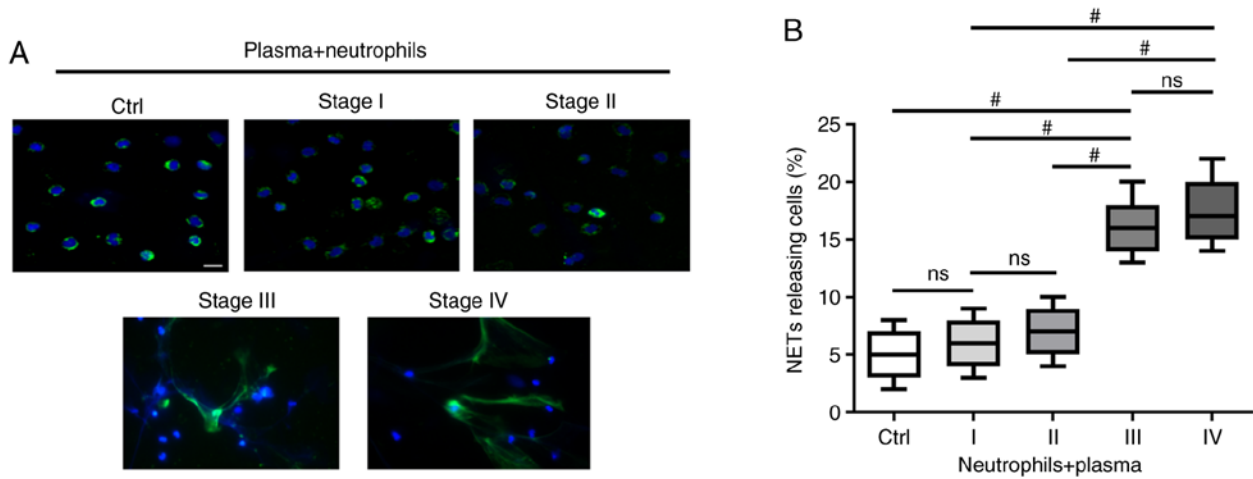 A
Plasma+neutrophils
Ctrl
Stage I
Stage II
Stage III
Stage IV
B
#
#
ns
#
#
#
ns
ns
NETs releasing cells (%)
25
20
15
10
5
0
Ctrl I II III IV
Neutrophils+plasma